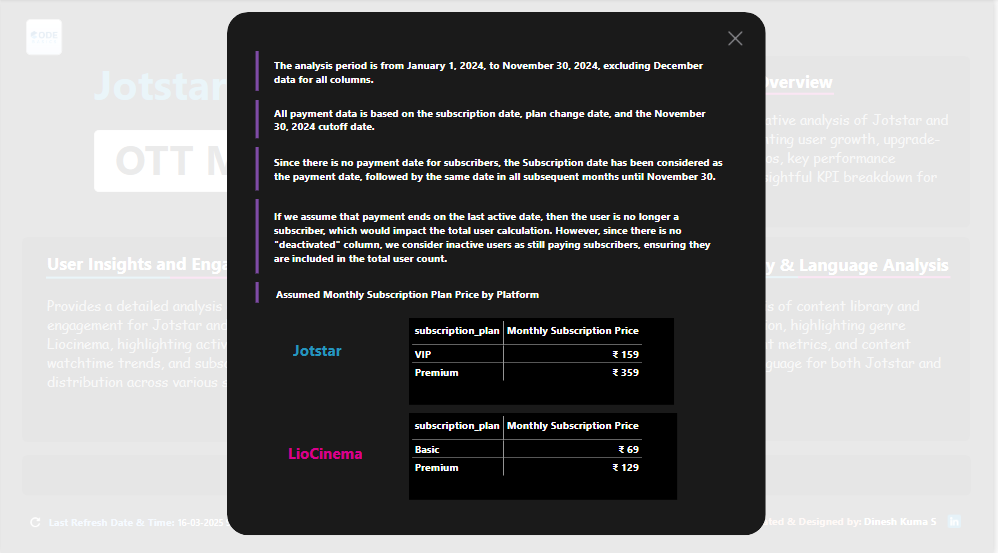 CODE
Jotstar
OTT M
Overview
ative analysis of Jotstar and
nting user growth, upgrade-
os, key performance
sightful KPI breakdown for
The analysis period is from January 1, 2024, to November 30, 2024, excluding December
data for all columns.
All payment data is based on the subscription date, plan change date, and the November
30, 2024 cutoff date.
Since there is no payment date for subscribers, the Subscription date has been considered as
the payment date, followed by the same date in all subsequent months until November 30.
If we assume that payment ends on the last active date, then the user is no longer a
subscriber, which would impact the total user calculation. However, since there is no
"deactivated" column, we consider inactive users as still paying subscribers, ensuring they
are included in the total user count.
Assumed Monthly Subscription Plan Price by Platform
Jotstar
subscription_plan Monthly Subscription Price
VIP ₹ 159
Premium ₹ 359
LioCinema
subscription_plan Monthly Subscription Price
Basic ₹ 69
Premium ₹ 129
User Insights and Enga
Provides a detailed analysis
engagement for Jotstar and
Liocinema, highlighting activ
watchtime trends, and subs
distribution across various s
y & Language Analysis
s of content library and
on, highlighting genre
nt metrics, and content
guage for both Jotstar and
Last Refresh Date & Time: 16-03-2025
ted & Designed by: Dinesh Kuma S
in